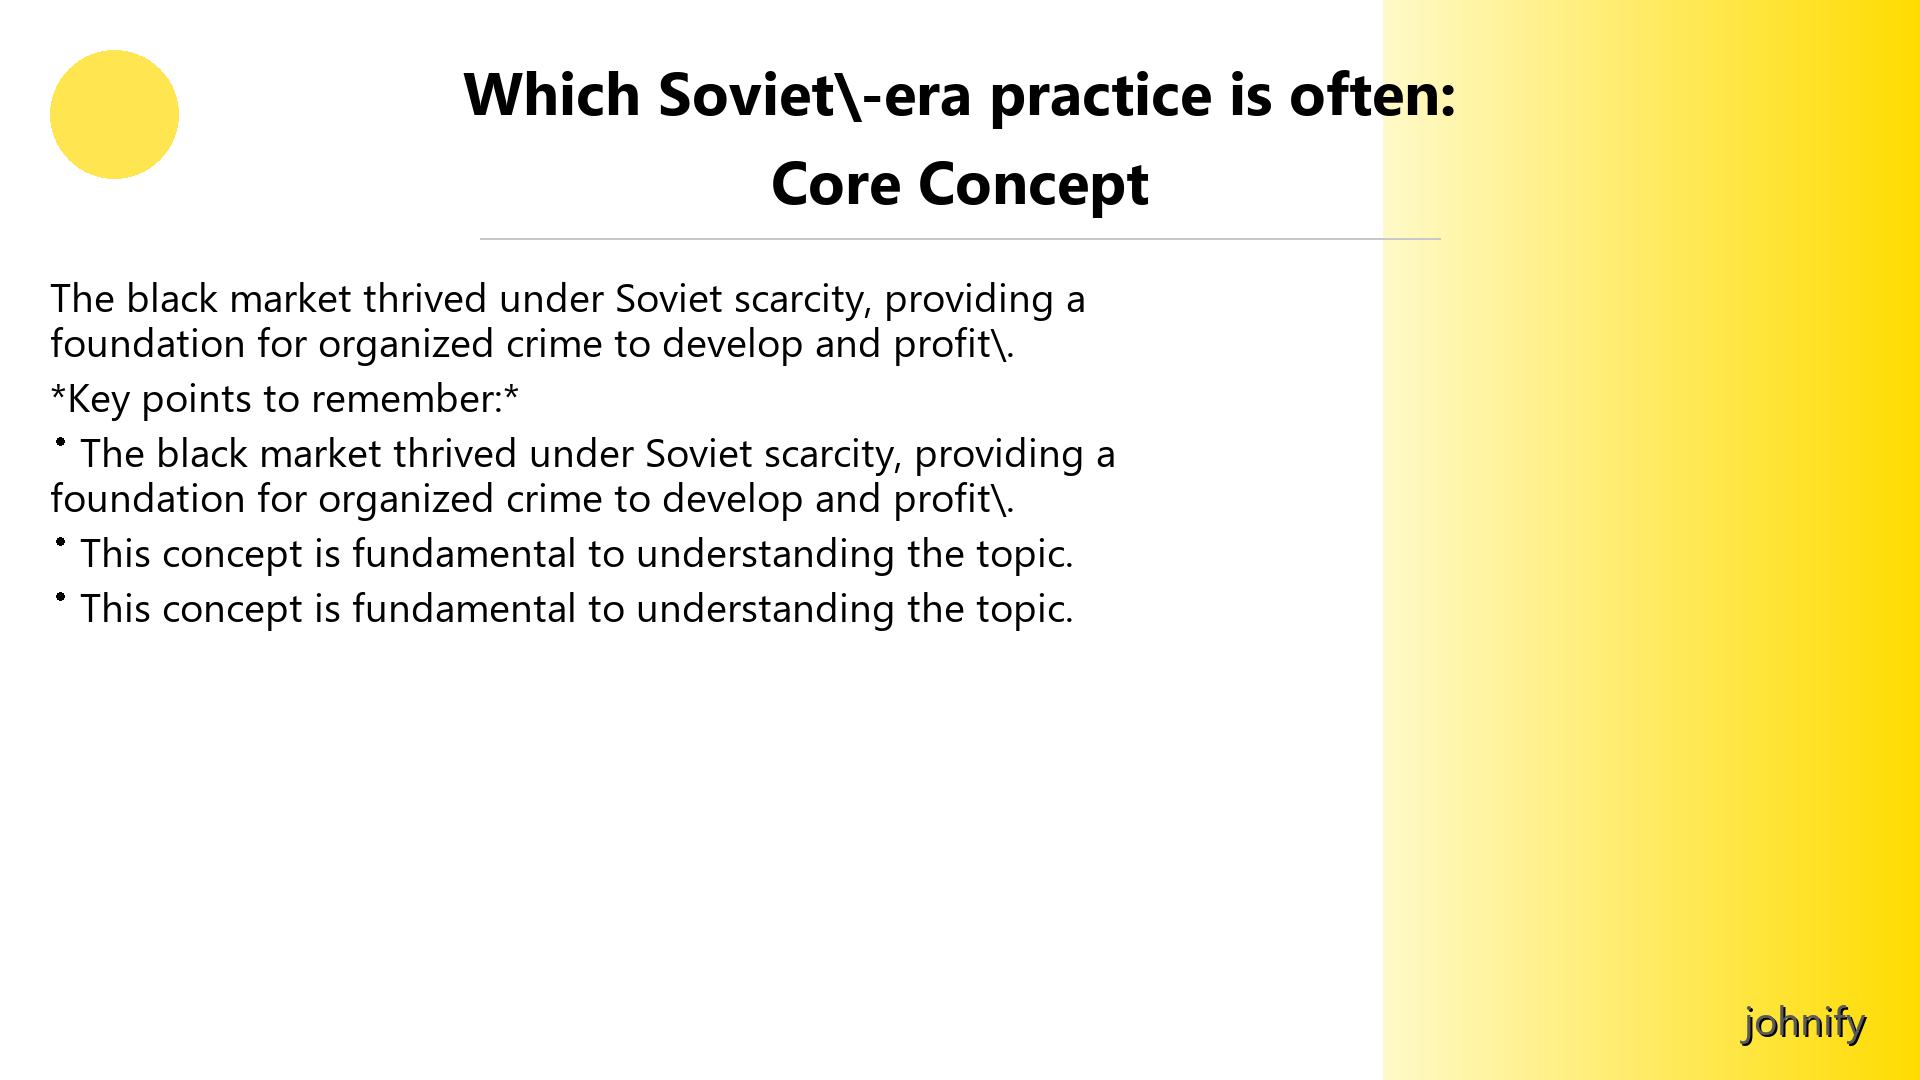 Which Soviet\-era practice is often:
Core Concept
The black market thrived under Soviet scarcity, providing a
foundation for organized crime to develop and profit\.
*Key points to remember:*
• The black market thrived under Soviet scarcity, providing a
foundation for organized crime to develop and profit\.
• This concept is fundamental to understanding the topic.
• This concept is fundamental to understanding the topic.
johnify